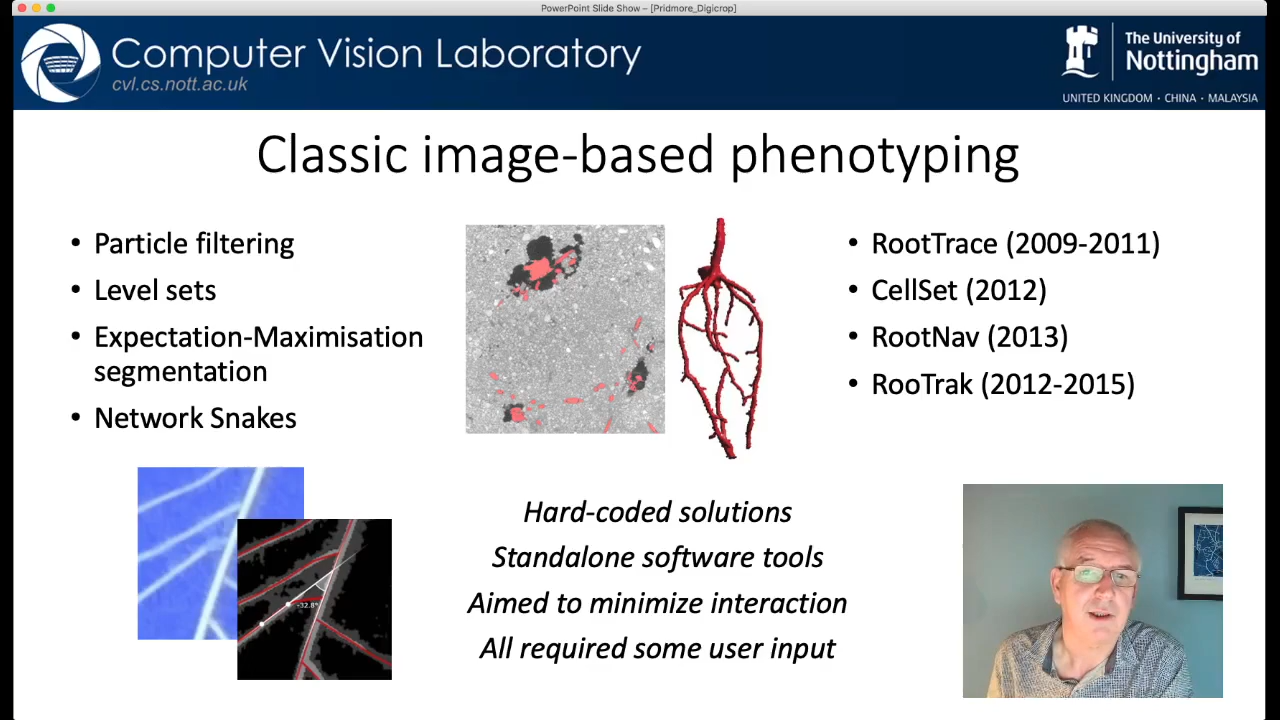 PowerPoint Slide Show – [Pridmore_Digicrop]
Computer Vision Laboratory
cvl.cs.nott.ac.uk
The University of
Nottingham
UNITED KINGDOM · CHINA · MALAYSIA
Classic image-based phenotyping
• Particle filtering
• Level sets
• Expectation-Maximisation
segmentation
• Network Snakes
• RootTrace (2009-2011)
• CellSet (2012)
• RootNav (2013)
• RooTrak (2012-2015)
-32.8°
Hard-coded solutions
Standalone software tools
Aimed to minimize interaction
All required some user input